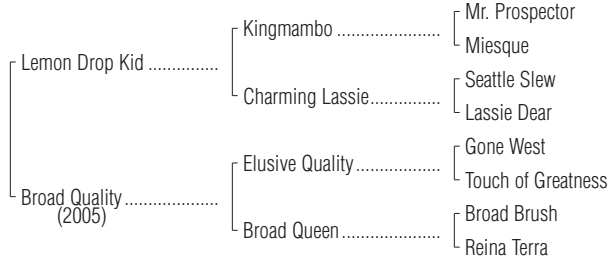 Mr. Prospector
Kingmambo ..................
Miesque
Lemon Drop Kid ...............
Seattle Slew
Charming Lassie...............
Lassie Dear
Gone West
Elusive Quality .................
Touch of Greatness
Broad Quality ....................
(2005)
Broad Brush
Broad Queen ....................
Reina Terra